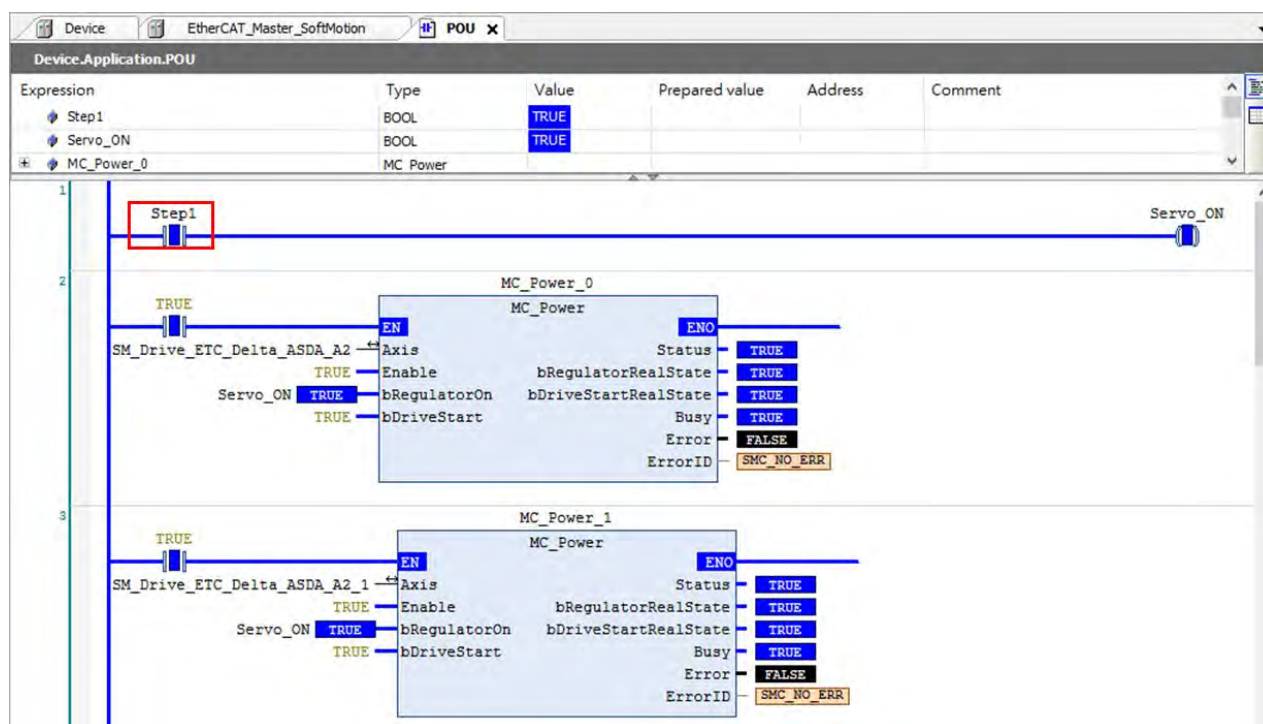 Device EtherCAT_Master_SoftMotion POU X
Device.Application.POU
Expression Type Value Prepared value Address Comment
Step1 BOOL TRUE
Servo_ON BOOL TRUE
MC_Power_0 MC_Power
1
Step1 Servo_ON
2
MC_Power_0
TRUE MC_Power
EN ENO
SM_Drive_ETC_Delta_ASDA_A2 Axis Status TRUE
TRUE Enable bRegulatorRealState TRUE
Servo_ON TRUE bRegulatorOn bDriveStartRealState TRUE
TRUE bDriveStart Busy TRUE
Error FALSE
ErrorID SMC_NO_ERR
3
MC_Power_1
TRUE MC_Power
EN ENO
SM_Drive_ETC_Delta_ASDA_A2_1 Axis Status TRUE
TRUE Enable bRegulatorRealState TRUE
Servo_ON TRUE bRegulatorOn bDriveStartRealState TRUE
TRUE bDriveStart Busy TRUE
Error FALSE
ErrorID SMC_NO_ERR